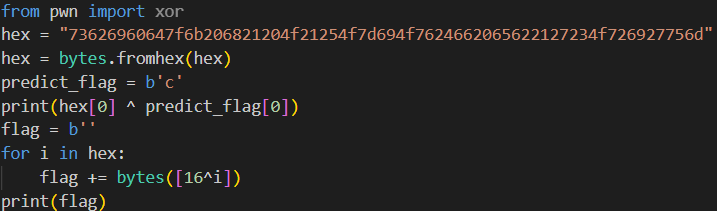 from pwn import xor
hex = "73626960647f6b206821204f21254f7d694f7624662065622127234f726927756d"
hex = bytes.fromhex(hex)
predict_flag = b'c'
print(hex[0] ^ predict_flag[0])
flag = b''
for i in hex:
    flag += bytes([16^i])
print(flag)